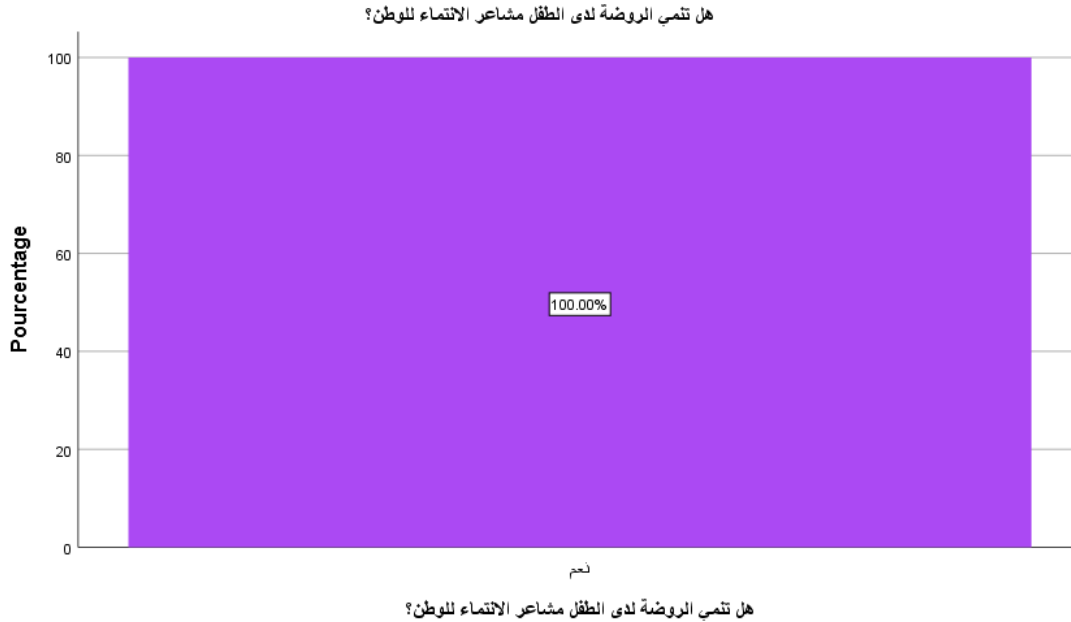 هل تنمي الروضة لدى الطفل مشاعر الانتماء للوطن؟
100
80
60
40
20
0
Pourcentage
100.00%
نعم
هل تنمي الروضة لدى الطفل مشاعر الانتماء للوطن؟